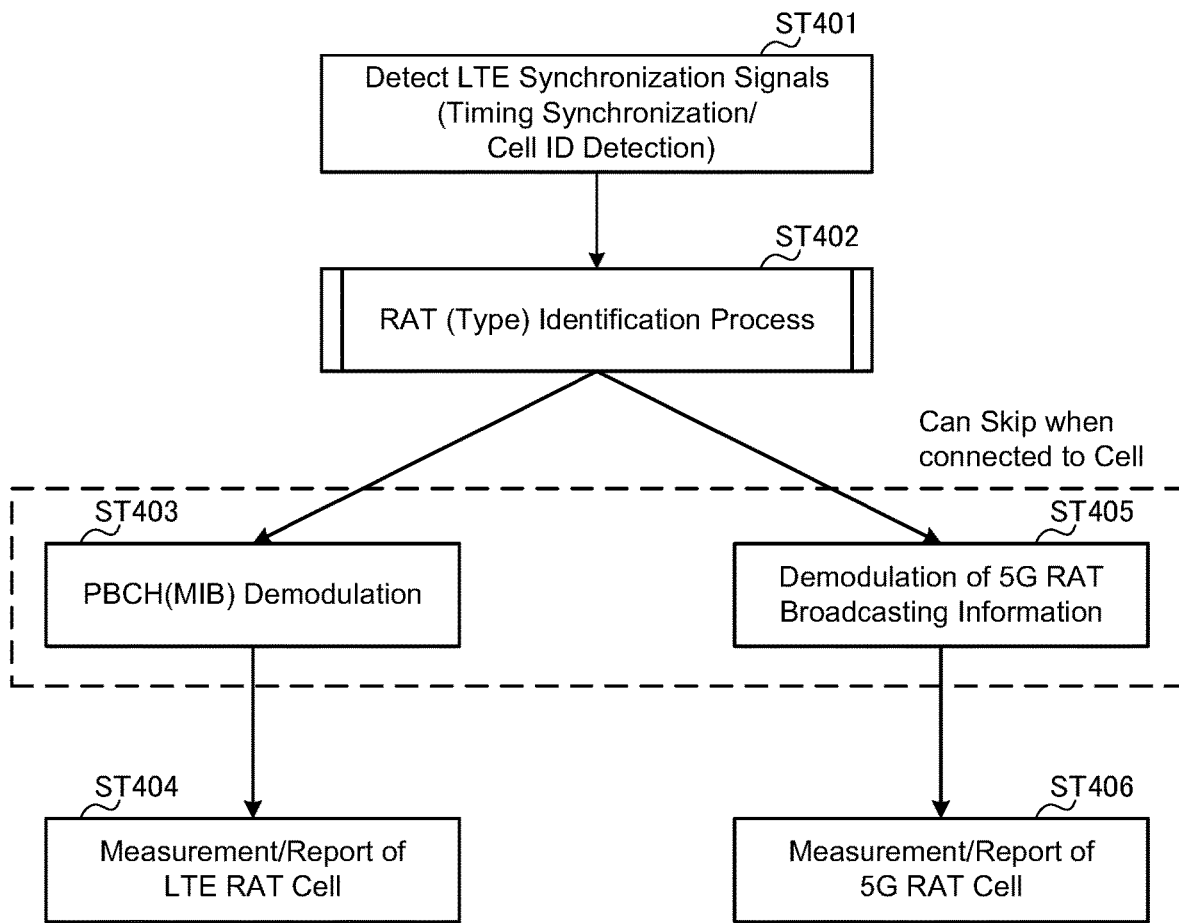 ST401
Detect LTE Synchronization Signals
(Timing Synchronization/
Cell ID Detection)
ST402
RAT (Type) Identification Process
Can Skip when
connected to Cell
ST403
PBCH(MIB) Demodulation
ST405
Demodulation of 5G RAT
Broadcasting Information
ST404
Measurement/Report of
LTE RAT Cell
ST406
Measurement/Report of
5G RAT Cell